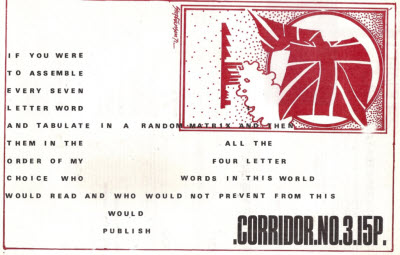 IF YOU WERE
TO ASSEMBLE
EVERY SEVEN
LETTER WORD
AND TABULATE IN A RANDOM MATRIX AND THEN
THEM IN THE ALL THE
ORDER OF MY FOUR LETTER
CHOICE WHO WORDS IN THIS WORLD
WOULD READ AND WHO WOULD NOT PREVENT FROM THIS
WOULD
PUBLISH
.CORRIDOR.NO.3.15P.